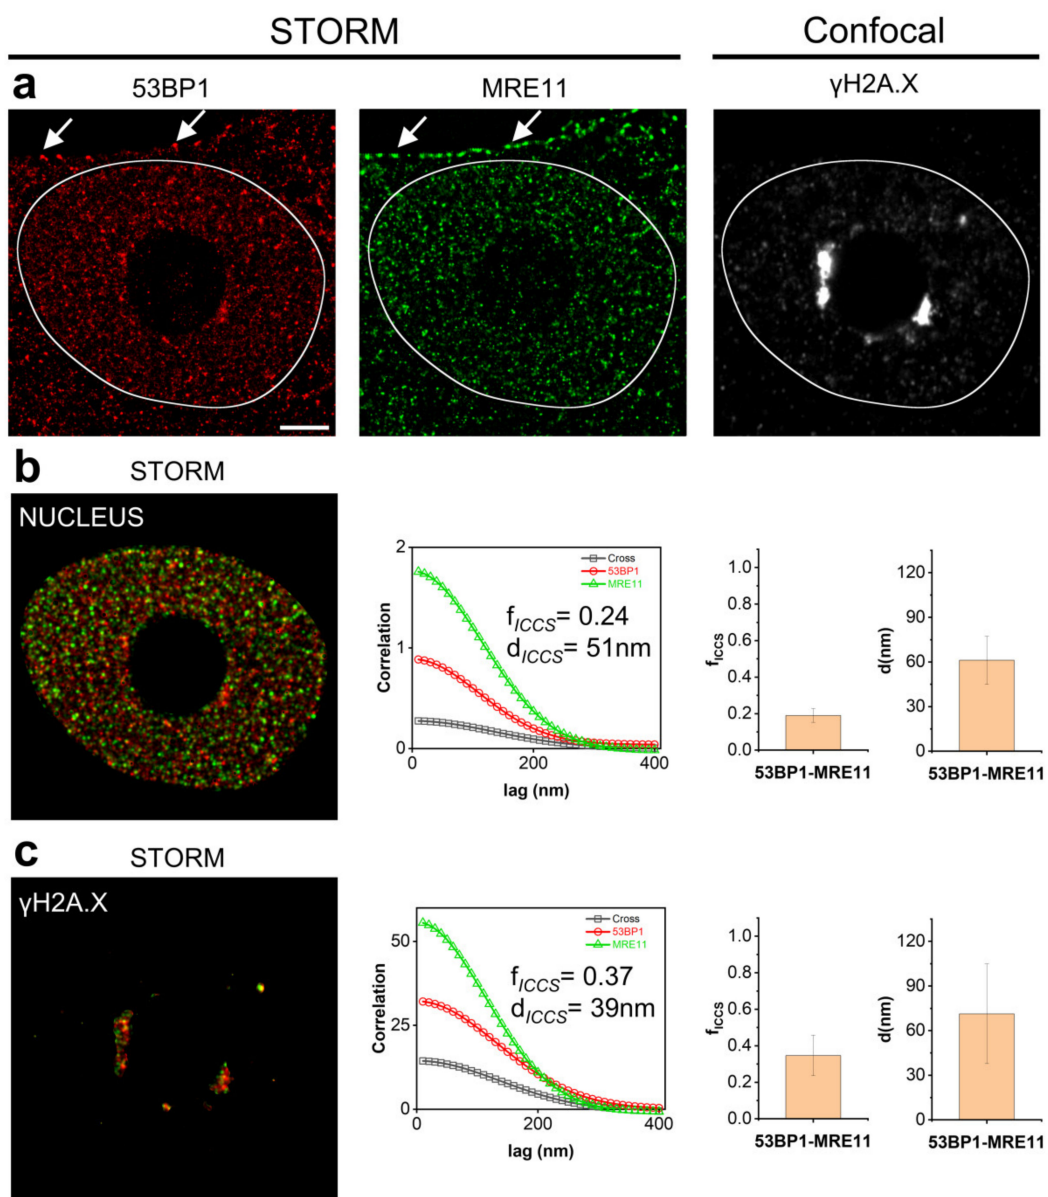 STORM
Confocal
a
53BP1
MRE11
γH2A.X
b
STORM
NUCLEUS
2
1
0
Correlation
0
200
400
lag (nm)
Cross
53BP1
MRE11
fICCS= 0.24
dICCS= 51nm
1.0
0.8
0.6
0.4
0.2
0.0
fICCS
53BP1-MRE11
120
90
60
30
0
d(nm)
53BP1-MRE11
c
STORM
γH2A.X
50
25
0
Correlation
0
200
400
lag (nm)
Cross
53BP1
MRE11
fICCS= 0.37
dICCS= 39nm
1.0
0.8
0.6
0.4
0.2
0.0
fICCS
53BP1-MRE11
120
90
60
30
0
d(nm)
53BP1-MRE11